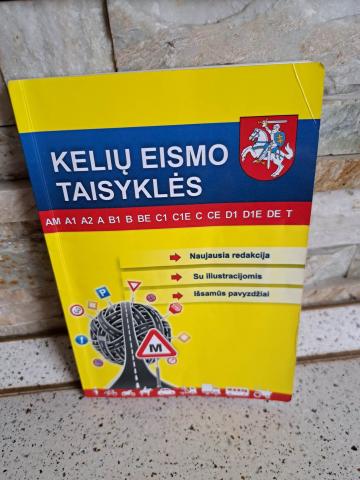 KELIŲ EISMO
TAISYKLĖS
AM A1 A2 A B1 B BE C1 C1E C CE D1 D1E DE T
Naujausia redakcija
Su iliustracijomis
Išsamūs pavyzdžiai
P
M